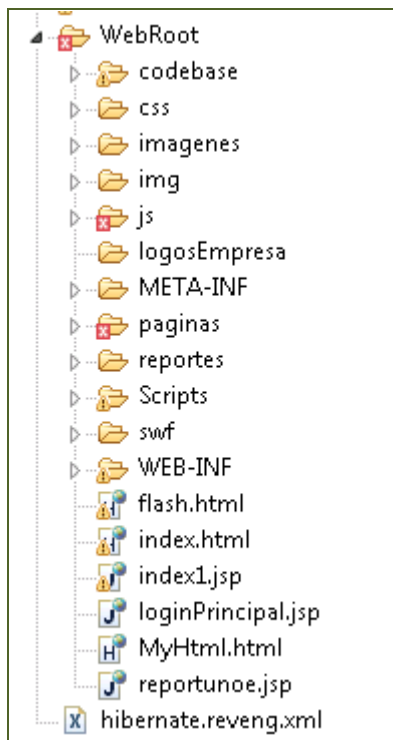 WebRoot
codebase
css
imagenes
img
js
logosEmpresa
META-INF
paginas
reportes
Scripts
swf
WEB-INF
flash.html
index.html
index1.jsp
loginPrincipal.jsp
MyHtml.html
reportunoe.jsp
hibernate.reveng.xml